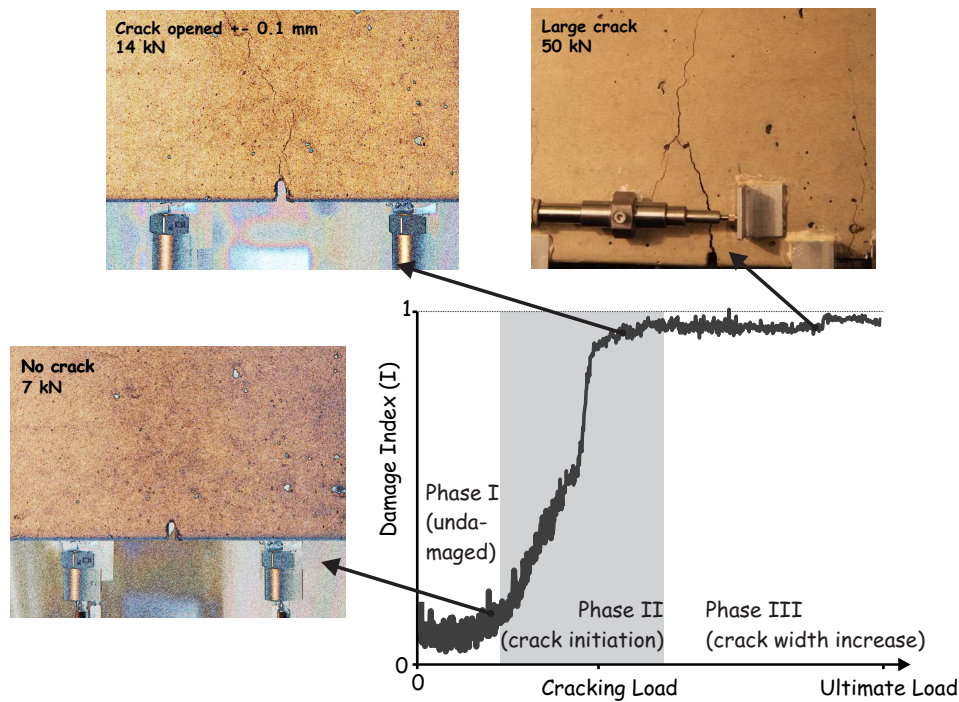 Crack opened +- 0.1 mm
14 kN
Large crack
50 kN
No crack
7 kN
1
Damage Index (I)
Phase I
(unda-
maged)
Phase II
(crack initiation)
Phase III
(crack width increase)
0
0
Cracking Load
Ultimate Load